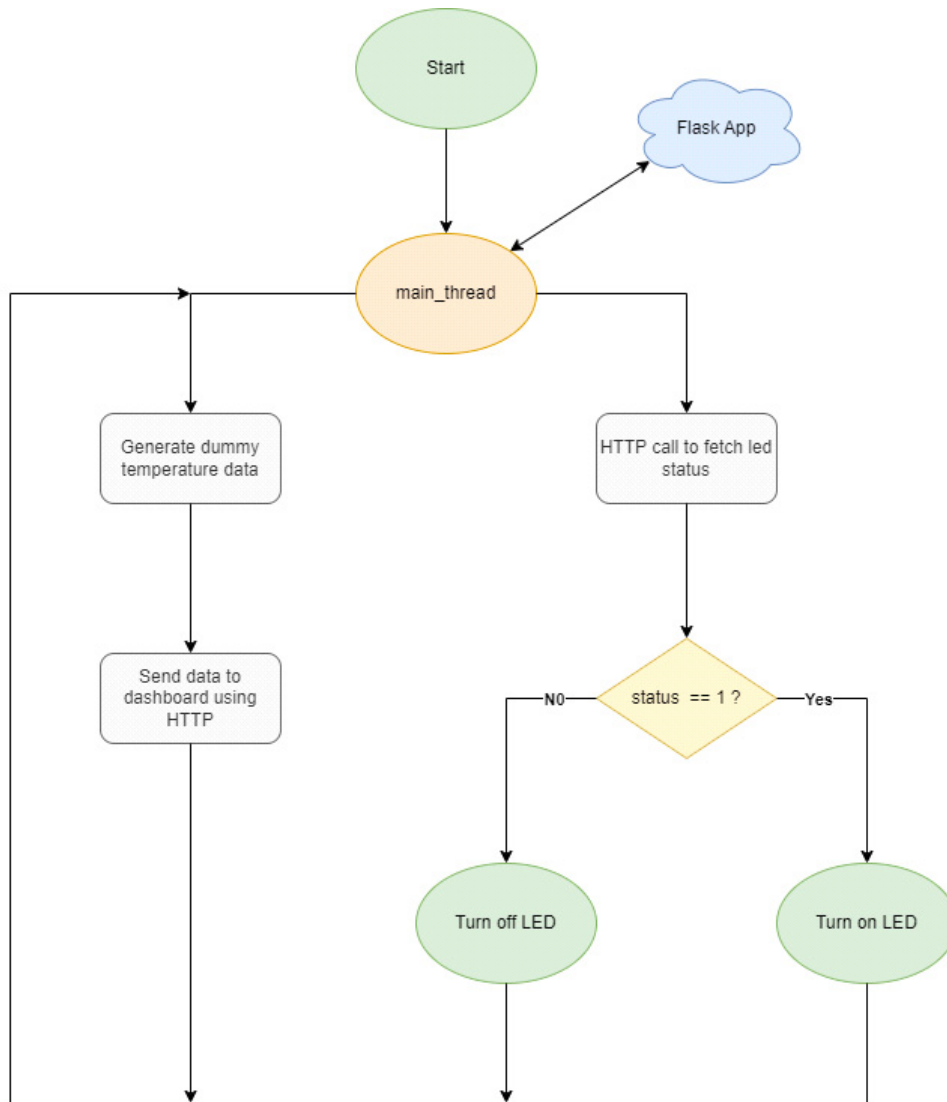 Start
Flask App
main_thread
Generate dummy
temperature data
HTTP call to fetch led
status
Send data to
dashboard using
HTTP
N0
status == 1 ?
Yes
Turn off LED
Turn on LED